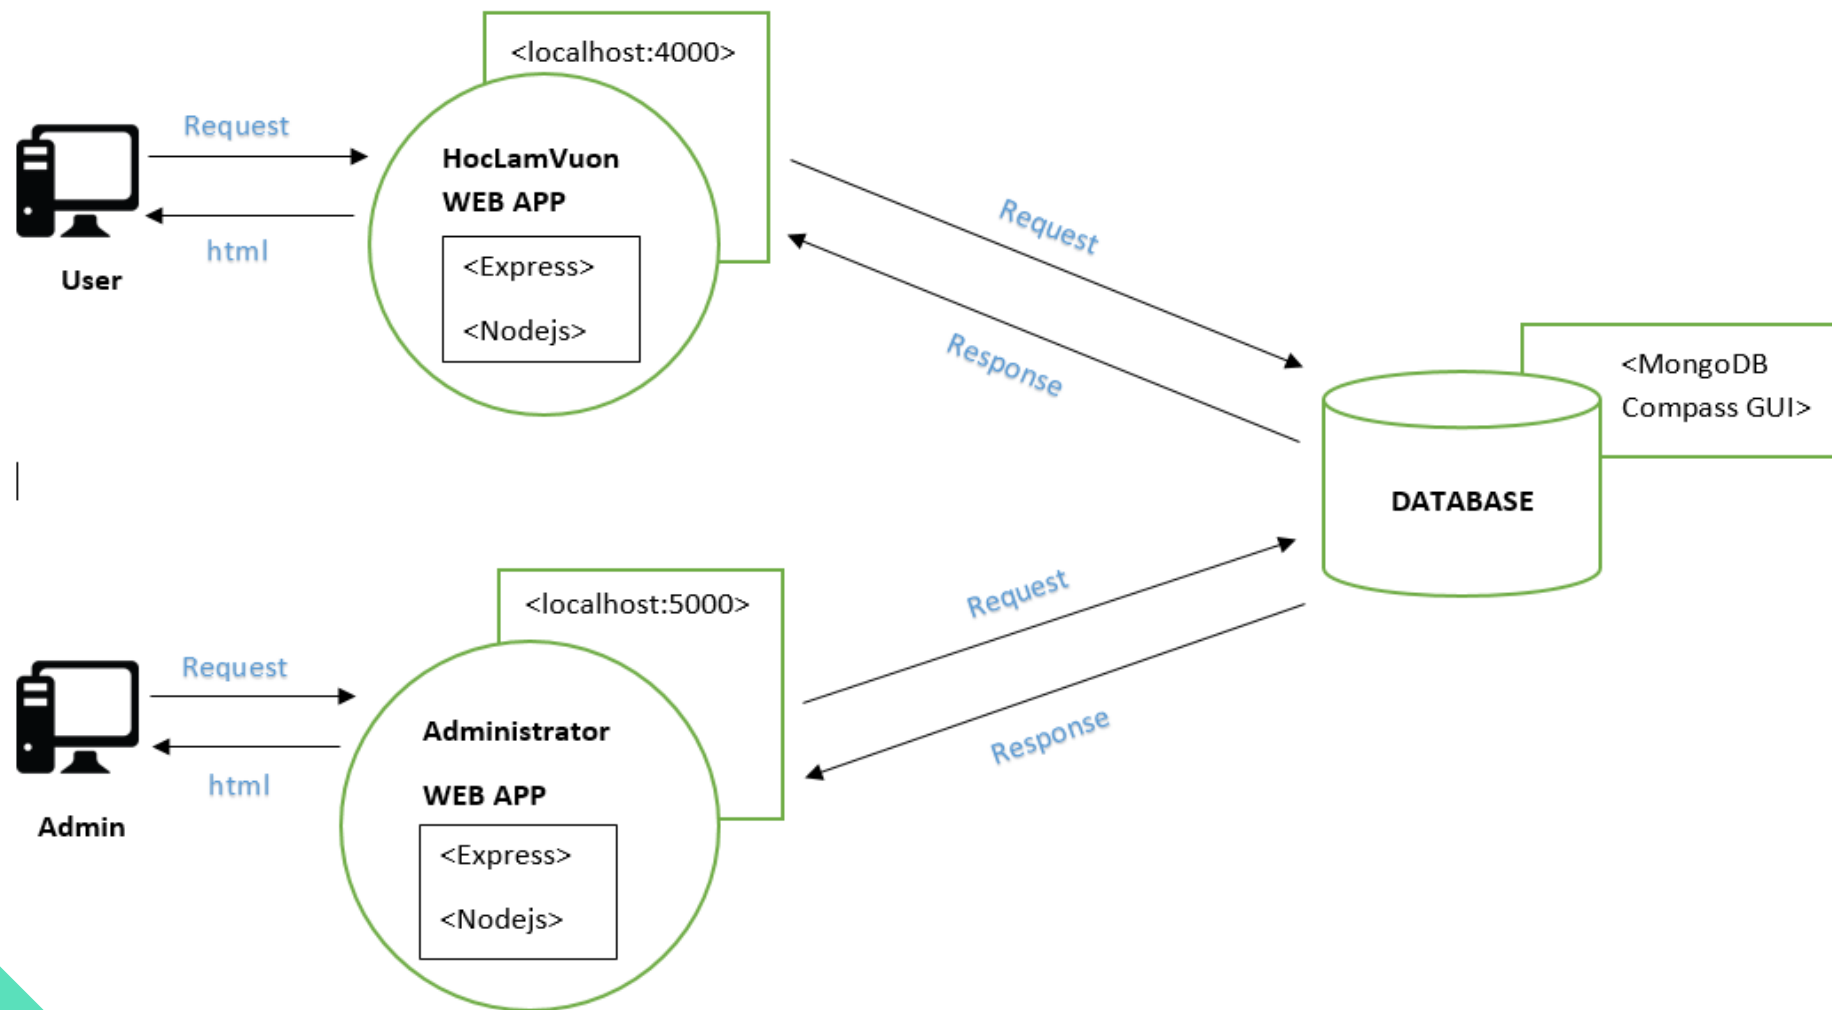 <localhost:4000>
Request
HocLamVuon
WEB APP
html
User
<Express>
<Nodejs>
Request
Response
<MongoDB
Compass GUI>
DATABASE
<localhost:5000>
Request
Administrator
WEB APP
html
Admin
<Express>
<Nodejs>
Request
Response